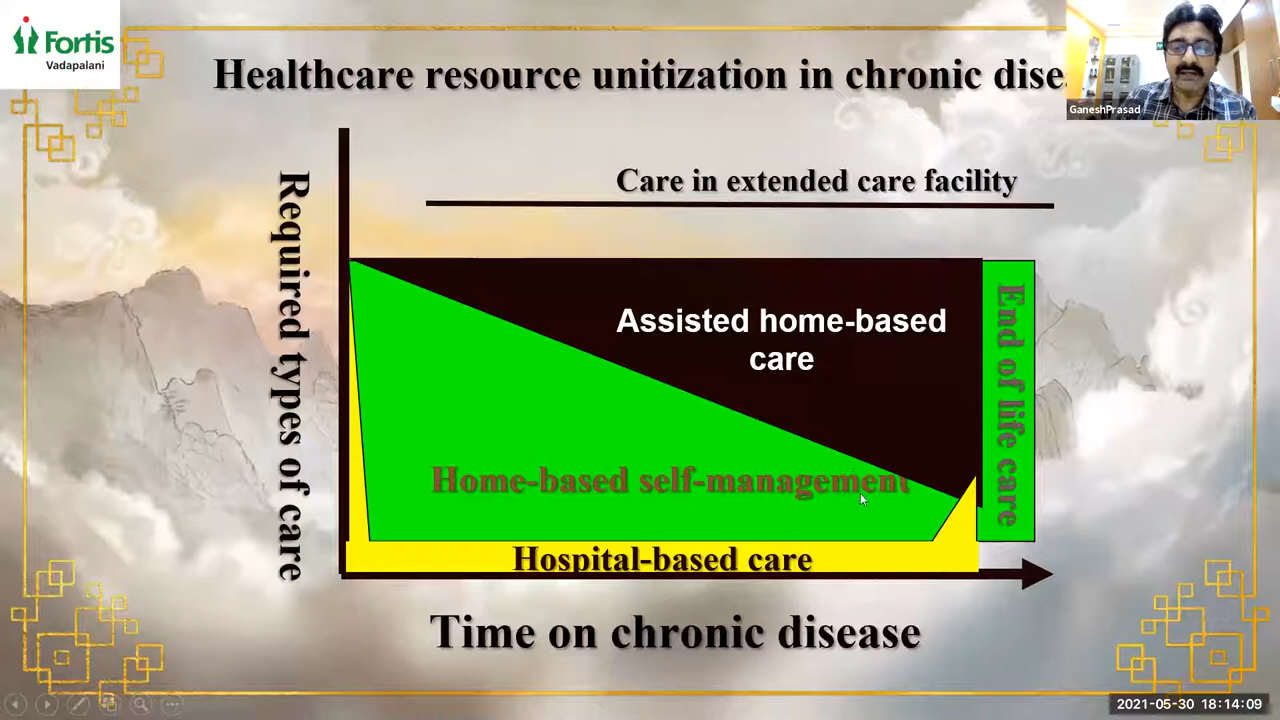 Fortis
Vadapalani
Healthcare resource unitization in chronic
GaneshPrasad
Care in extended care facility
Required types of care
Assisted home-based
care
End of life care
Home-based self-management
Hospital-based care
Time on chronic disease
2021-05-30 18:14:09